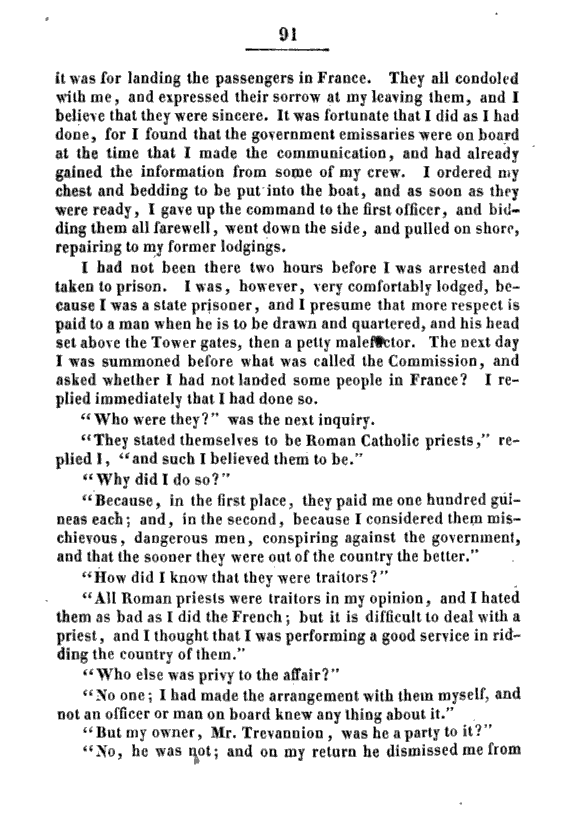 91
it was for landing the passengers in France. They all condoled
with me, and expressed their sorrow at my leaving them, and I
believe that they were sincere. It was fortunate that I did as I had
done, for I found that the government emissaries were on board
at the time that I made the communication, and had already
gained the information from some of my crew. I ordered my
chest and bedding to be put into the boat, and as soon as they
were ready, I gave up the command to the first officer, and bid-
ding them all farewell, went down the side, and pulled on shore,
repairing to my former lodgings.
I had not been there two hours before I was arrested and
taken to prison. I was, however, very comfortably lodged, be-
cause I was a state prisoner, and I presume that more respect is
paid to a man when he is to be drawn and quartered, and his head
set above the Tower gates, then a petty malefactor. The next day
I was summoned before what was called the Commission, and
asked whether I had not landed some people in France? I re-
plied immediately that I had done so.
“Who were they?” was the next inquiry.
“They stated themselves to be Roman Catholic priests,” re-
plied I, “and such I believed them to be.”
“Why did I do so?”
“Because, in the first place, they paid me one hundred gui-
neas each; and, in the second, because I considered them mis-
chievous, dangerous men, conspiring against the government,
and that the sooner they were out of the country the better.”
“How did I know that they were traitors?”
“All Roman priests were traitors in my opinion, and I hated
them as bad as I did the French; but it is difficult to deal with a
priest, and I thought that I was performing a good service in rid-
ding the country of them.”
“Who else was privy to the affair?”
“No one; I had made the arrangement with them myself, and
not an officer or man on board knew any thing about it.”
“But my owner, Mr. Trevannion, was he a party to it?”
“No, he was not; and on my return he dismissed me from